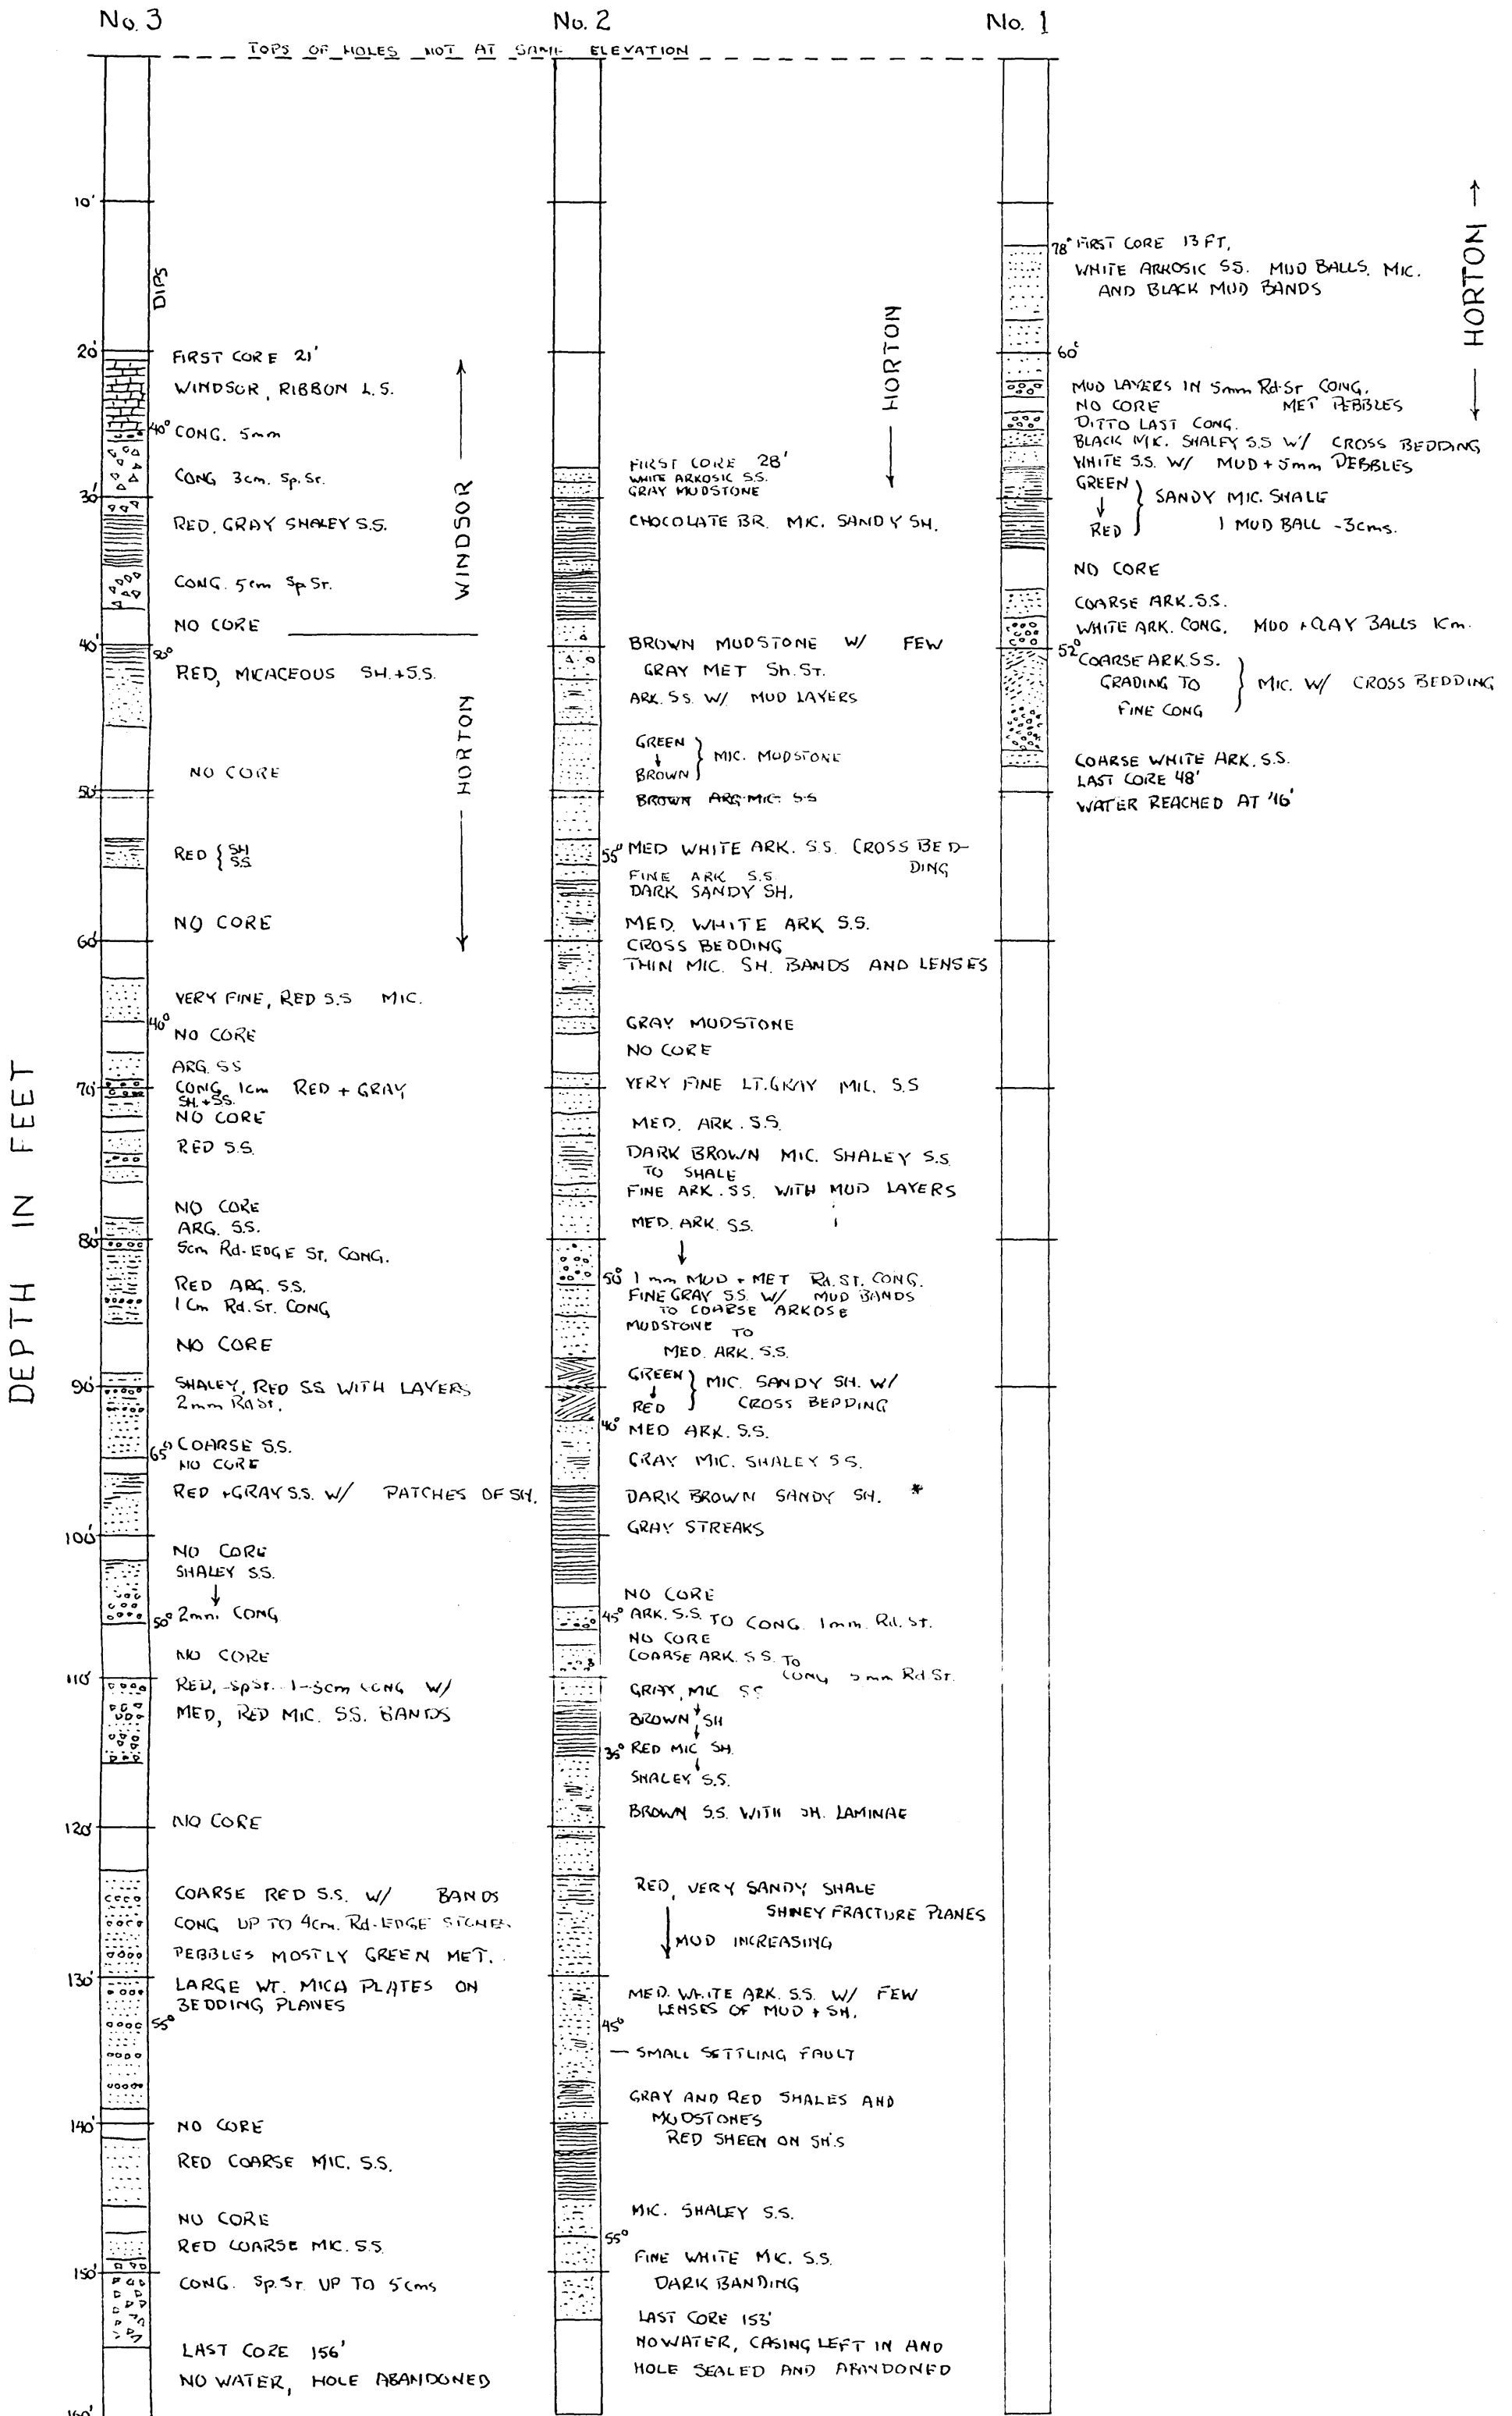 No. 3
No. 2
No. 1
TOPS OF HOLES NOT AT SAME ELEVATION
DEPTH IN FEET
10'
20'
30'
40'
50'
60'
70'
80'
90'
100'
110'
120'
130'
140'
150'
160'
DIPS
FIRST CORE 21'
WINDSOR, RIBBON L.S.
40° CONG. 5mm
CONG 3cm. Sp. St.
RED, GRAY SHALEY S.S.
CONG. 5cm Sp St.
NO CORE
RED, MICACEOUS SH.+S.S.
NO CORE
RED { SH
SS
NO CORE
VERY FINE, RED S.S MIC.
40°
NO CORE
ARG. SS
CONG 1cm RED + GRAY
SH.+SS.
NO CORE
RED S.S.
NO CORE
ARG. S.S.
5cm Rd-EDGE ST. CONG.
RED ARG. S.S.
1 Cm Rd. St. CONG
NO CORE
SHALEY, RED SS WITH LAYERS
2mm Rd St.
65° COARSE S.S.
NO CORE
RED +GRAY S.S. W/ PATCHES OF SH.
NO CORE
SHALEY S.S.
↓
50° 2mm. CONG
NO CORE
RED, Sp St. CONG W/
MED, RED MIC. S.S. BANDS
NO CORE
COARSE RED S.S. W/ BANDS
CONG UP TO 4cm. Rd-EDGE STONES
PEBBLES MOSTLY GREEN MET.
LARGE WT. MICA PLATES ON
BEDDING PLANES
55°
NO CORE
RED COARSE MIC. S.S.
NO CORE
RED COARSE MIC. S.S.
CONG. Sp. St. UP TO 5cms
LAST CORE 156'
NO WATER, HOLE ABANDONED
WINDSOR
HORTON
HORTON
FIRST CORE 28'
WHITE ARKOSIC S.S.
GRAY MUDSTONE
CHOCOLATE BR. MIC. SANDY SH.
BROWN MUDSTONE W/ FEW
GRAY MET Sh. St.
ARK. SS W/ MUD LAYERS
GREEN
↓ } MIC. MUDSTONE
BROWN
BROWN ARG. MIC. S.S
55° MED WHITE ARK. S.S. CROSS BED-
DING
FINE ARK S.S.
DARK SANDY SH.
MED. WHITE ARK S.S.
CROSS BEDDING
THIN MIC. SH. BANDS AND LENSES
GRAY MUDSTONE
NO CORE
VERY FINE LT. GRAY MIC. S.S
MED. ARK. S.S.
DARK BROWN MIC. SHALEY S.S
TO SHALE
FINE ARK. SS. WITH MUD LAYERS
MED. ARK. SS.
↓
50° 1 mm MUD + MET Rd. ST. CONG.
FINE GRAY S.S. W/ MUD BANDS
TO COARSE ARKOSE
MUDSTONE TO
MED. ARK. S.S.
GREEN
↓ } MIC. SANDY SH. W/
RED CROSS BEDDING
40° MED ARK. S.S.
GRAY MIC. SHALEY S.S.
DARK BROWN SANDY SH. *
GRAY STREAKS
NO CORE
45° ARK. S.S. TO CONG. 1mm. Rd. St.
NO CORE
COARSE ARK. S.S. TO
CONG 5mm Rd St.
GRAY, MIC SS
BROWN SH
35° RED MIC SH.
SHALEY S.S.
BROWN S.S. WITH SH. LAMINAE
RED, VERY SANDY SHALE
SHINEY FRACTURE PLANES
↓ MUD INCREASING
MED. WHITE ARK. S.S. W/ FEW
LENSES OF MUD + SH.
45°
— SMALL SETTLING FAULT
GRAY AND RED SHALES AND
MUDSTONES
RED SHEEN ON SH'S
MIC. SHALEY S.S.
55°
FINE WHITE MIC. S.S.
DARK BANDING
LAST CORE 153'
NO WATER, CASING LEFT IN AND
HOLE SEALED AND ABANDONED
HORTON
78° FIRST CORE 13 FT.
WHITE ARKOSIC SS. MUD BALLS. MIC.
AND BLACK MUD BANDS
60°
MUD LAYERS IN 5mm Rd-St CONG.
NO CORE MET PEBBLES
DITTO LAST CONG.
BLACK MIC. SHALEY S.S W/ CROSS BEDDING
WHITE S.S. W/ MUD + 5mm PEBBLES
GREEN
↓ } SANDY MIC. SHALE
RED 1 MUD BALL -3cms.
NO CORE
COARSE ARK. S.S.
WHITE ARK. CONG. MUD + CLAY BALLS 1Cm.
52° COARSE ARK. SS.
GRADING TO } MIC. W/ CROSS BEDDING
FINE CONG
COARSE WHITE ARK. S.S.
LAST CORE 48'
WATER REACHED AT